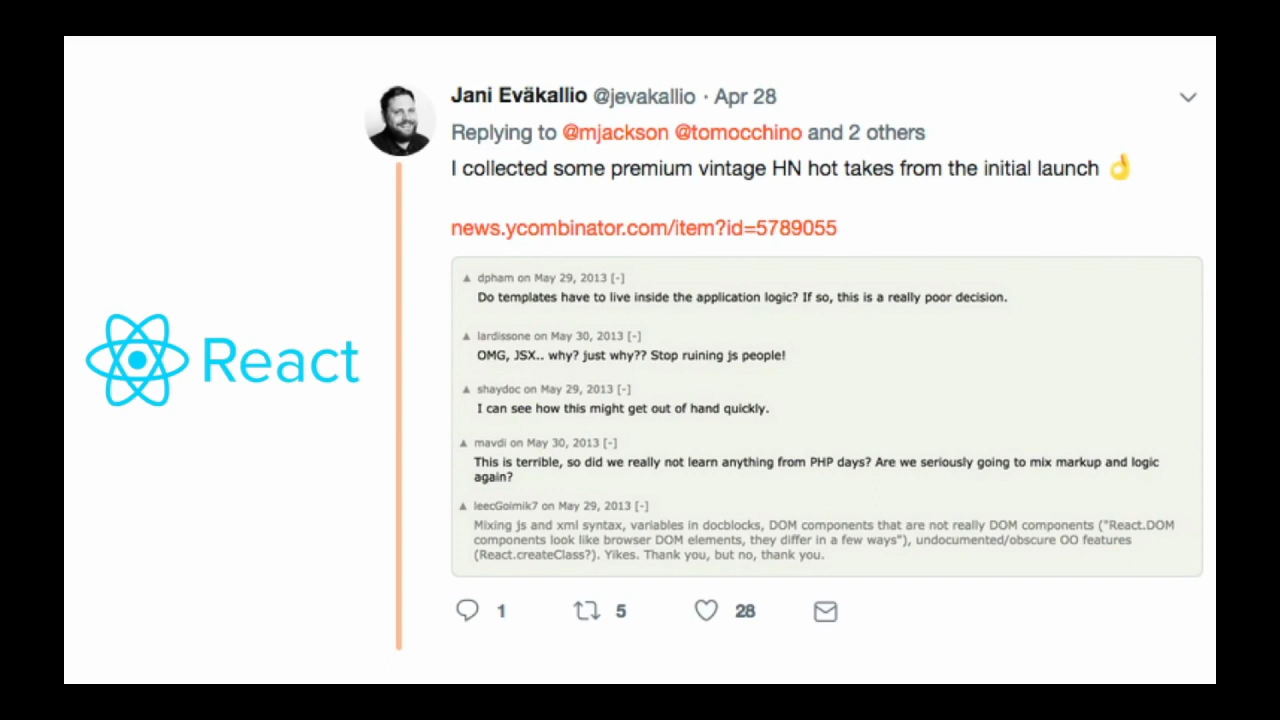 React
Jani Eväkallio @jevakallio · Apr 28
Replying to @mjackson @tomocchino and 2 others
I collected some premium vintage HN hot takes from the initial launch 👌
news.ycombinator.com/item?id=5789055
▲ dpham on May 29, 2013 [-]
Do templates have to live inside the application logic? If so, this is a really poor decision.
▲ lardissone on May 30, 2013 [-]
OMG, JSX.. why? just why?? Stop ruining js people!
▲ shaydoc on May 29, 2013 [-]
I can see how this might get out of hand quickly.
▲ mavdi on May 30, 2013 [-]
This is terrible, so did we really not learn anything from PHP days? Are we seriously going to mix markup and logic
again?
▲ leecGoimik7 on May 29, 2013 [-]
Mixing js and xml syntax, variables in docblocks, DOM components that are not really DOM components ("React.DOM
components look like browser DOM elements, they differ in a few ways"), undocumented/obscure OO features
(React.createClass?). Yikes. Thank you, but no, thank you.
1 5 28